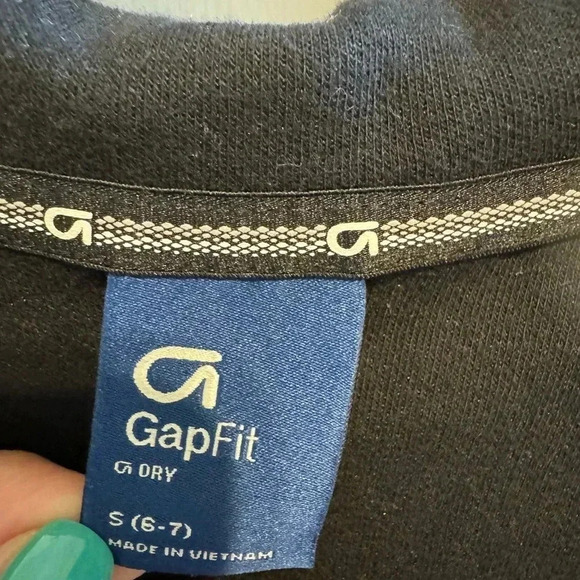 GapFit
DRY
S (6-7)
MADE IN VIETNAM